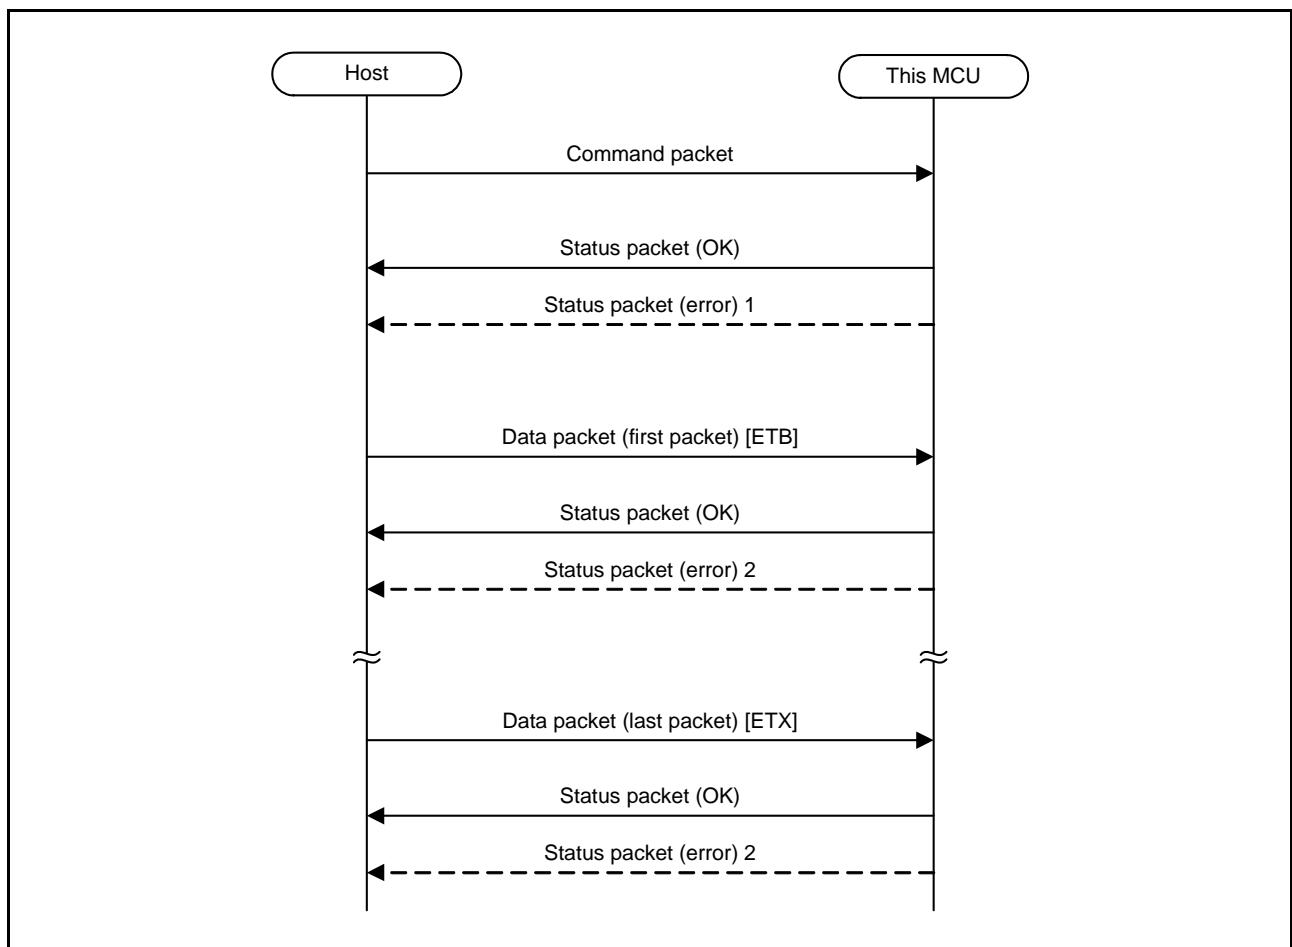 Host
This MCU
Command packet
Status packet (OK)
Status packet (error) 1
Data packet (first packet) [ETB]
Status packet (OK)
Status packet (error) 2
Data packet (last packet) [ETX]
Status packet (OK)
Status packet (error) 2